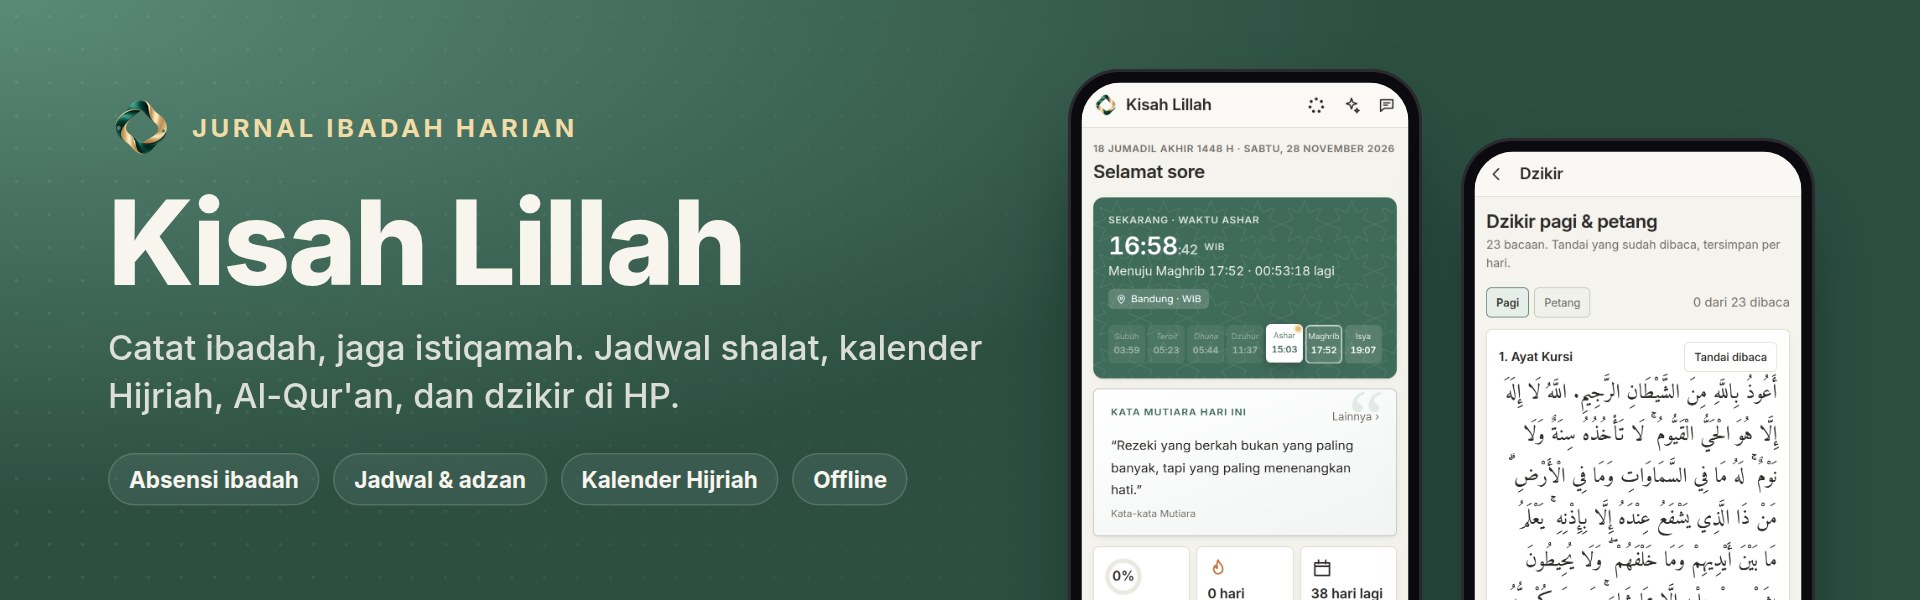 JURNAL IBADAH HARIAN
Kisah Lillah
Catat ibadah, jaga istiqamah. Jadwal shalat, kalender
Hijriah, Al-Qur'an, dan dzikir di HP.
Absensi ibadah
Jadwal & adzan
Kalender Hijriah
Offline
Kisah Lillah
18 JUMADIL AKHIR 1448 H · SABTU, 28 NOVEMBER 2026
Selamat sore
SEKARANG · WAKTU ASHAR
16:58:42 WIB
Menuju Maghrib 17:52 · 00:53:18 lagi
Bandung · WIB
Subuh Terbit Dhuha Dzuhur Ashar Maghrib Isya
03:59 05:23 05:44 11:37 15:03 17:52 19:07
KATA MUTIARA HARI INI
Lainnya ›
“Rezeki yang berkah bukan yang paling
banyak, tapi yang paling menenangkan
hati.”
Kata-kata Mutiara
0%
0 hari
38 hari lagi
Dzikir
Dzikir pagi & petang
23 bacaan. Tandai yang sudah dibaca, tersimpan per
hari.
Pagi
Petang
0 dari 23 dibaca
1. Ayat Kursi
Tandai dibaca
أَعُوذُ بِاللَّهِ مِنَ الشَّيْطَانِ الرَّجِيمِ. اللَّهُ لَا إِلَٰهَ
إِلَّا هُوَ الْحَيُّ الْقَيُّومُ ۚ لَا تَأْخُذُهُ سِنَةٌ وَلَا
نَوْمٌ ۚ لَهُ مَا فِي السَّمَاوَاتِ وَمَا فِي الْأَرْضِ ۗ
مَنْ ذَا الَّذِي يَشْفَعُ عِنْدَهُ إِلَّا بِإِذْنِهِ ۚ يَعْلَمُ
مَا بَيْنَ أَيْدِيهِمْ وَمَا خَلْفَهُمْ ۖ وَلَا يُحِيطُونَ